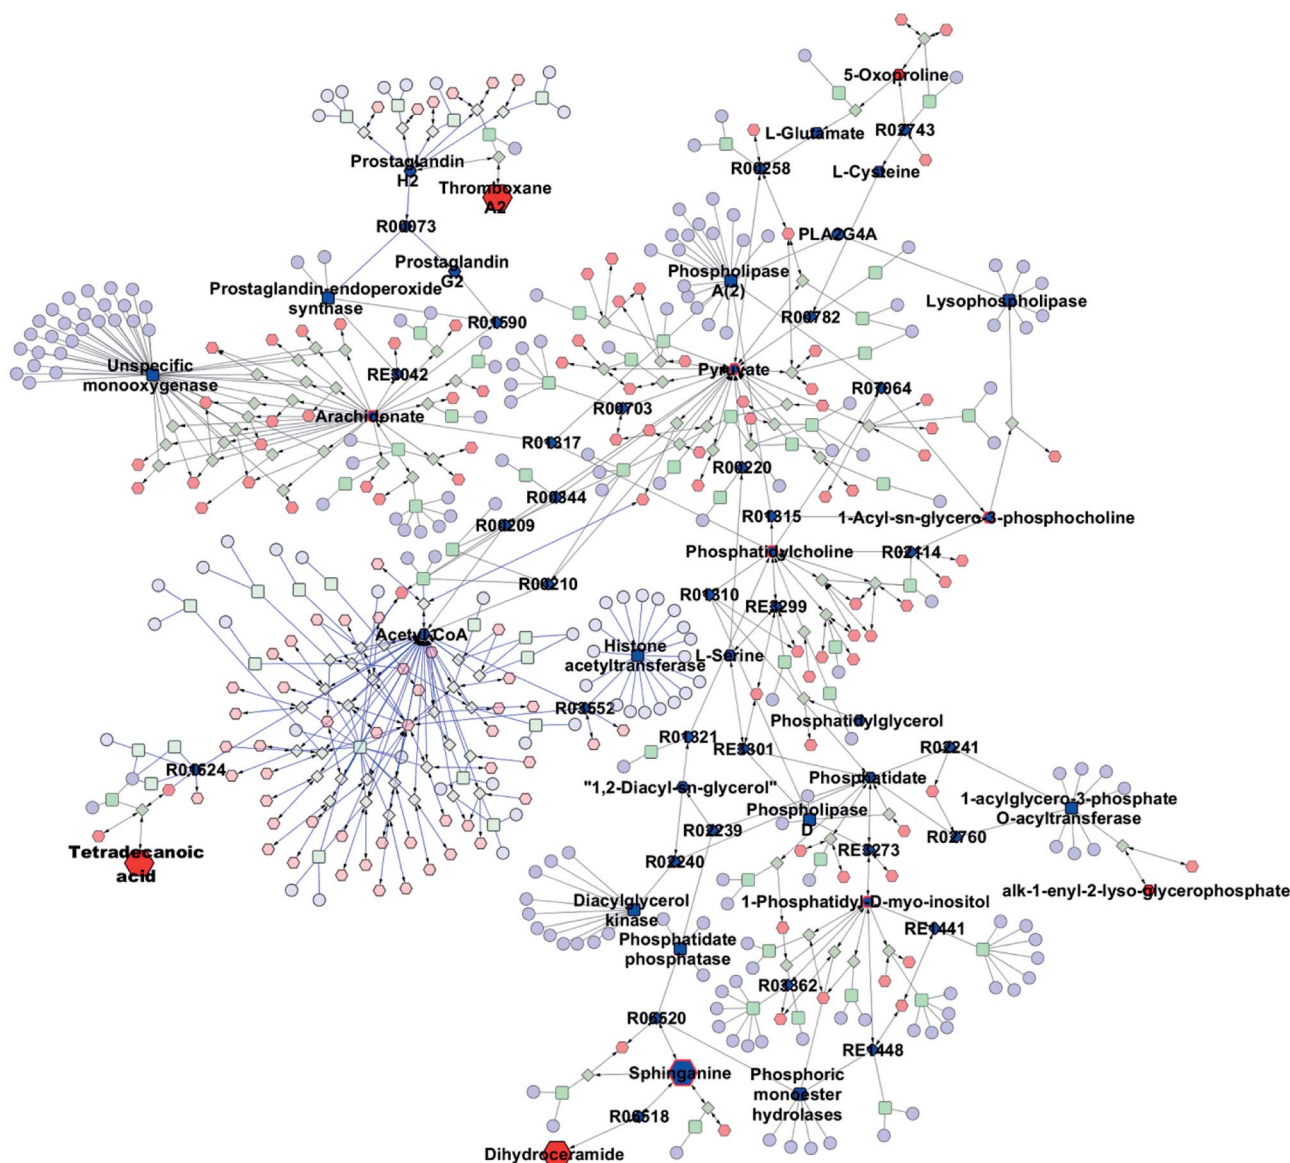 5-Oxoproline
L-Glutamate
R02743
Prostaglandin
H2
R00258
L-Cysteine
Thromboxane
A2
R00073
PLA2G4A
Prostaglandin
G2
Phospholipase
A(2)
Prostaglandin-endoperoxide
synthase
Lysophospholipase
R01590
R00782
Unspecific
monooxygenase
RE3042
Pyruvate
R07064
Arachidonate
R00703
R01317
R00220
R00344
R00209
R01315
1-Acyl-sn-glycero-3-phosphocholine
Phosphatidylcholine
R02114
R00210
R01310
RE3299
Acetyl-CoA
Histone
acetyltransferase
L-Serine
R03552
Phosphatidylglycerol
R01321
RE3301
R02241
R01624
Phosphatidate
"1,2-Diacyl-sn-glycerol"
Phospholipase
D
1-acylglycero-3-phosphate
O-acyltransferase
R02239
R02760
Tetradecanoic
acid
R02240
RE3273
alk-1-enyl-2-lyso-glycerophosphate
Diacylglycerol
kinase
1-Phosphatidyl-D-myo-inositol
RE1441
Phosphatidate
phosphatase
R03362
R06520
RE1448
Sphinganine
Phosphoric
monoester
hydrolases
R06518
Dihydroceramide